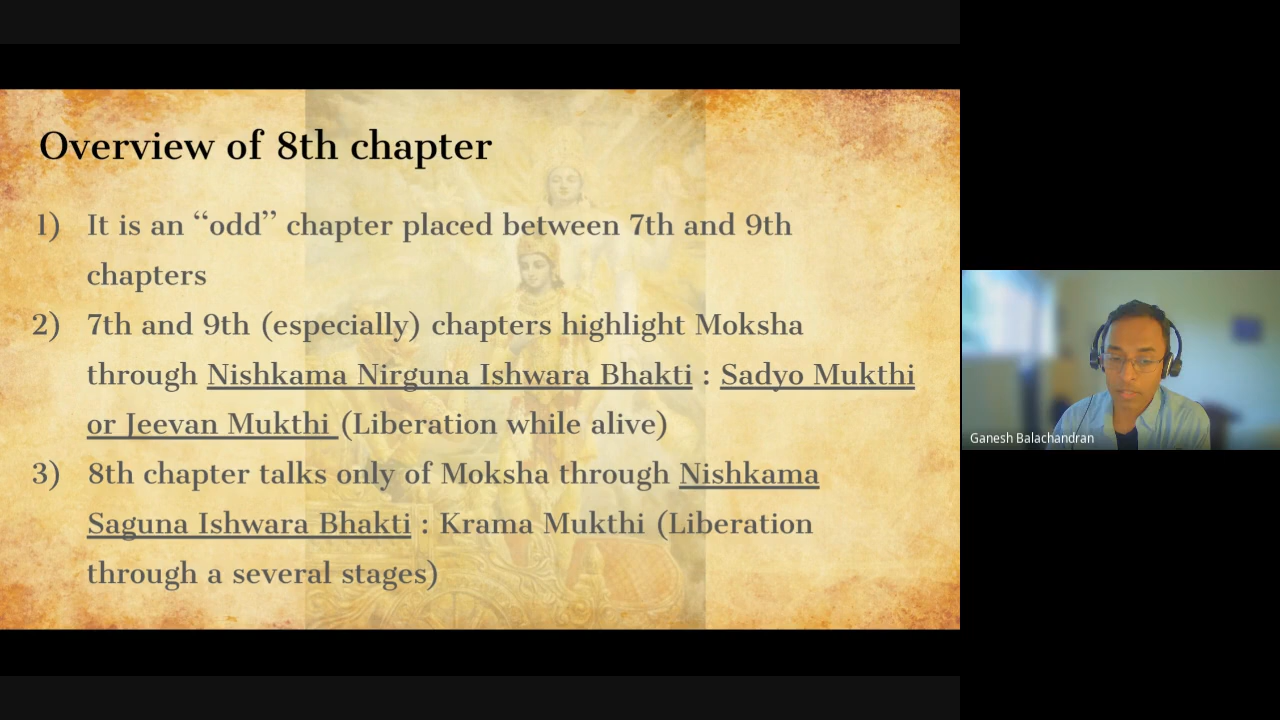 Overview of 8th chapter
1) It is an “odd” chapter placed between 7th and 9th
chapters
2) 7th and 9th (especially) chapters highlight Moksha
through Nishkama Nirguna Ishwara Bhakti : Sadyo Mukthi
or Jeevan Mukthi (Liberation while alive)
3) 8th chapter talks only of Moksha through Nishkama
Saguna Ishwara Bhakti : Krama Mukthi (Liberation
through a several stages)
Ganesh Balachandran